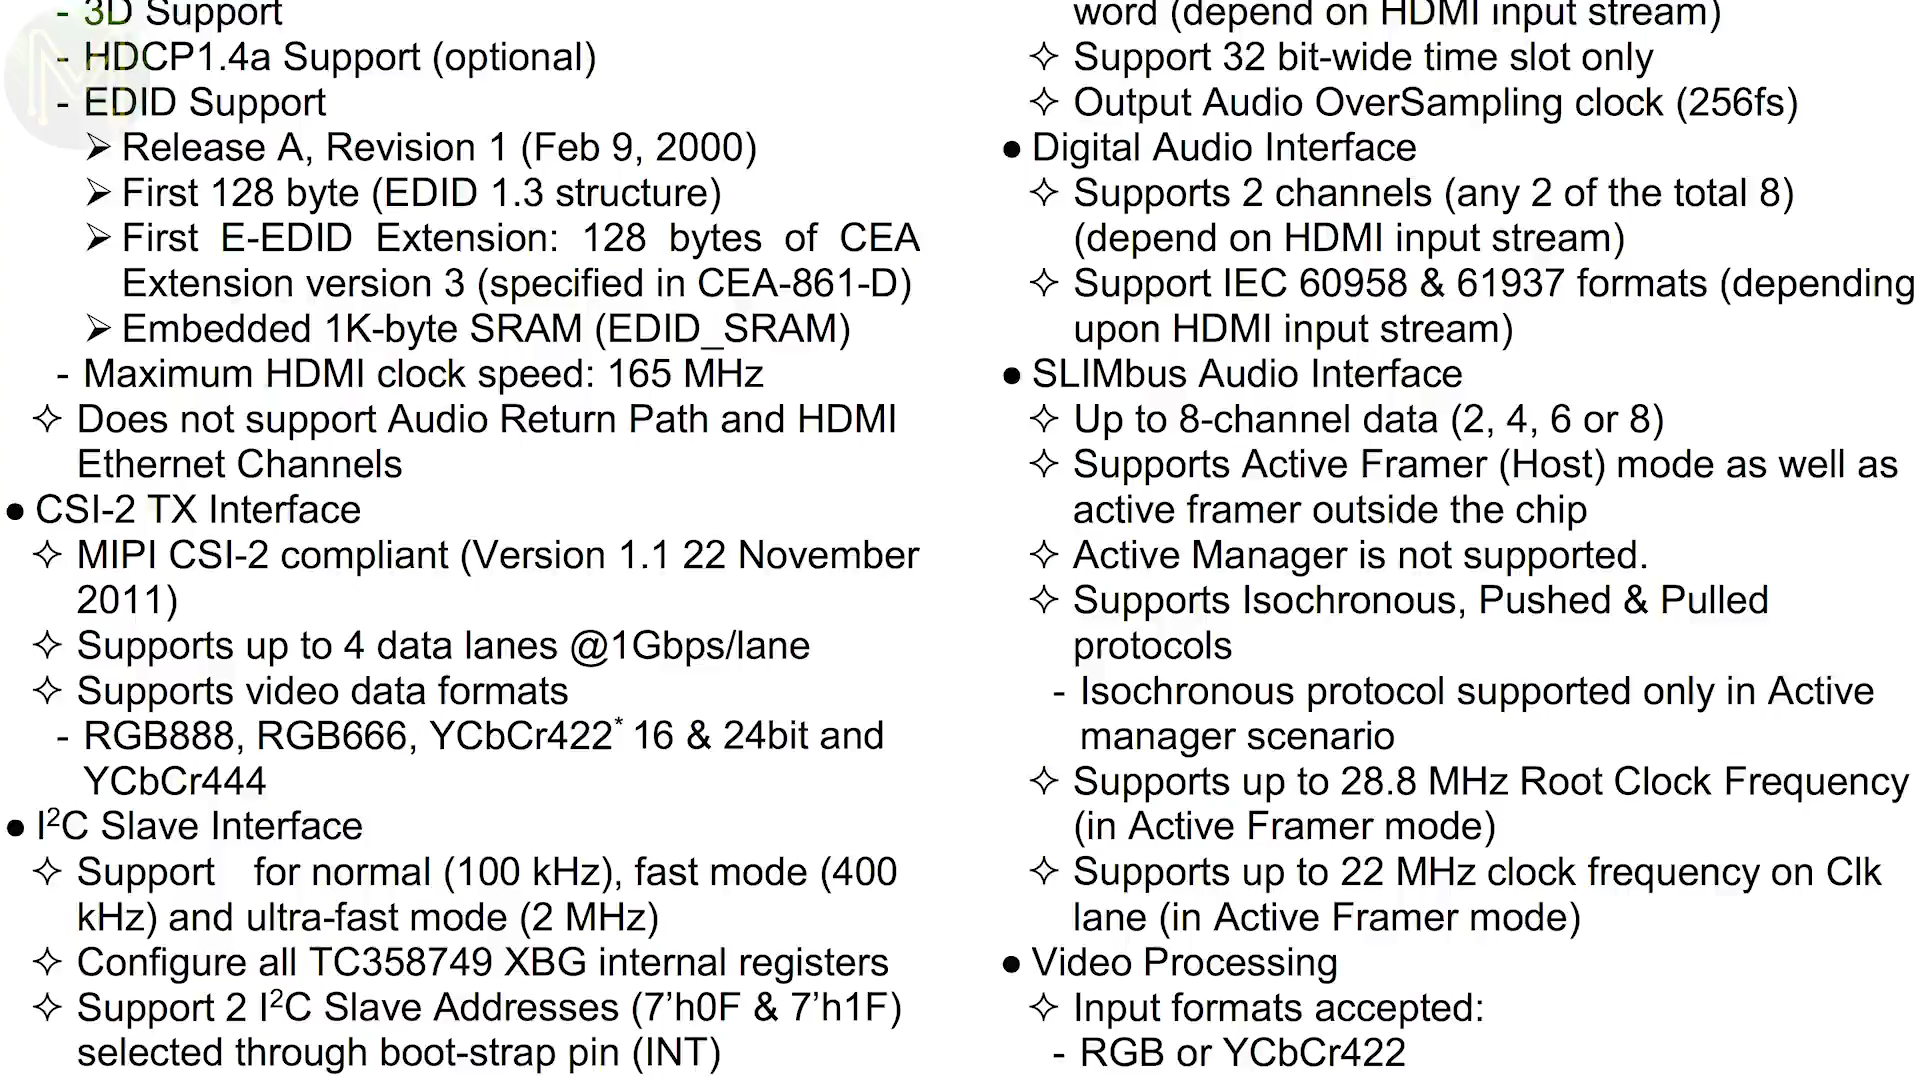 - 3D Support
- HDCP1.4a Support (optional)
- EDID Support
➢ Release A, Revision 1 (Feb 9, 2000)
➢ First 128 byte (EDID 1.3 structure)
➢ First E-EDID Extension: 128 bytes of CEA
Extension version 3 (specified in CEA-861-D)
➢ Embedded 1K-byte SRAM (EDID_SRAM)
- Maximum HDMI clock speed: 165 MHz
✧ Does not support Audio Return Path and HDMI
Ethernet Channels
● CSI-2 TX Interface
✧ MIPI CSI-2 compliant (Version 1.1 22 November
2011)
✧ Supports up to 4 data lanes @1Gbps/lane
✧ Supports video data formats
- RGB888, RGB666, YCbCr422* 16 & 24bit and
YCbCr444
● I²C Slave Interface
✧ Support for normal (100 kHz), fast mode (400
kHz) and ultra-fast mode (2 MHz)
✧ Configure all TC358749 XBG internal registers
✧ Support 2 I²C Slave Addresses (7’h0F & 7’h1F)
selected through boot-strap pin (INT)
word (depend on HDMI input stream)
✧ Support 32 bit-wide time slot only
✧ Output Audio OverSampling clock (256fs)
● Digital Audio Interface
✧ Supports 2 channels (any 2 of the total 8)
(depend on HDMI input stream)
✧ Support IEC 60958 & 61937 formats (depending
upon HDMI input stream)
● SLIMbus Audio Interface
✧ Up to 8-channel data (2, 4, 6 or 8)
✧ Supports Active Framer (Host) mode as well as
active framer outside the chip
✧ Active Manager is not supported.
✧ Supports Isochronous, Pushed & Pulled
protocols
- Isochronous protocol supported only in Active
manager scenario
✧ Supports up to 28.8 MHz Root Clock Frequency
(in Active Framer mode)
✧ Supports up to 22 MHz clock frequency on Clk
lane (in Active Framer mode)
● Video Processing
✧ Input formats accepted:
- RGB or YCbCr422